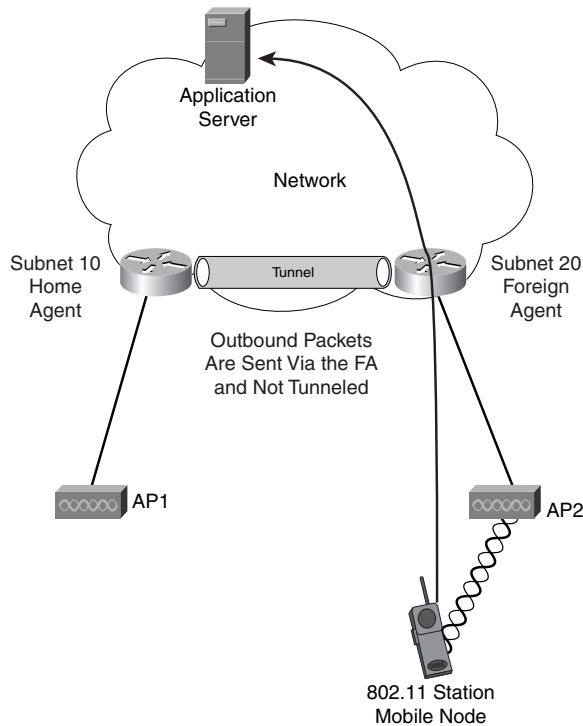 Application
Server
Network
Subnet 10
Home
Agent
Tunnel
Subnet 20
Foreign
Agent
Outbound Packets
Are Sent Via the FA
and Not Tunneled
AP1
AP2
802.11 Station
Mobile Node